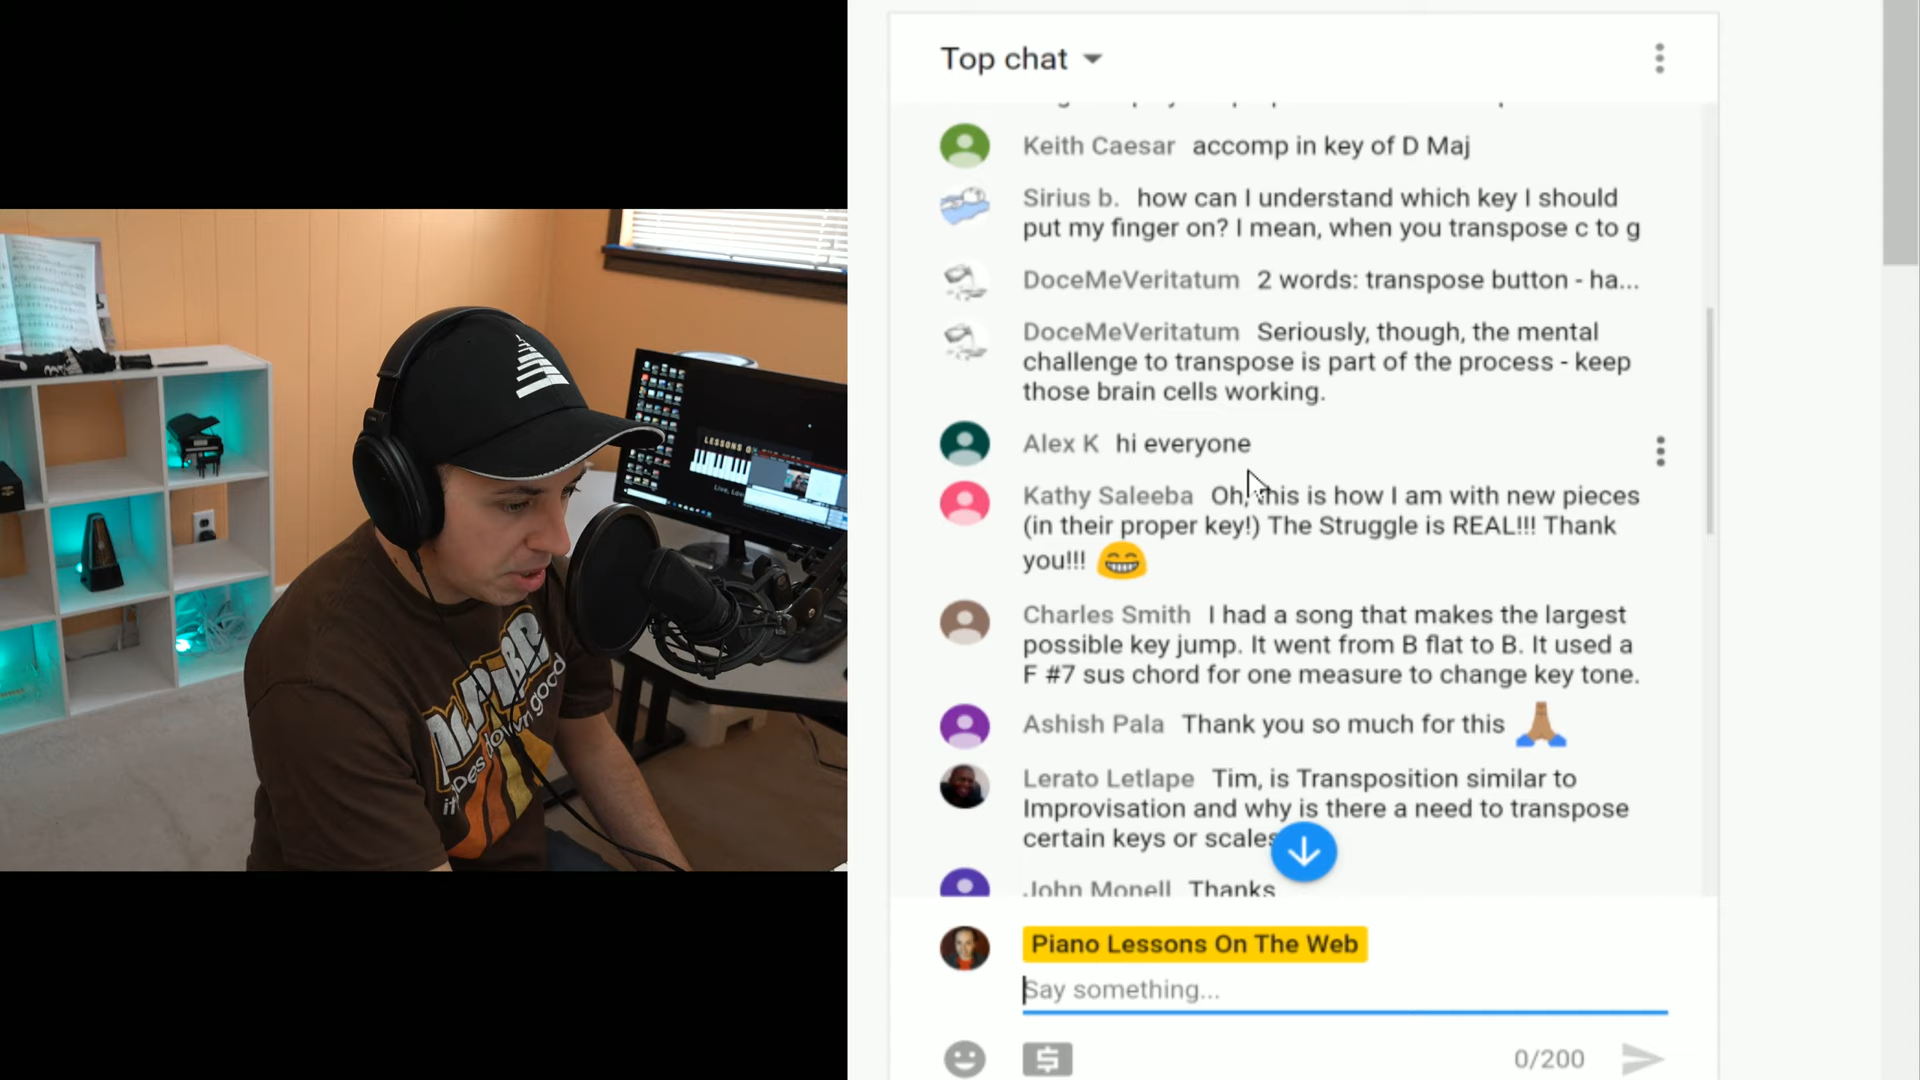 Top chat
Keith Caesar accomp in key of D Maj
Sirius b. how can I understand which key I should
put my finger on? I mean, when you transpose c to g
DoceMeVeritatum 2 words: transpose button - ha...
DoceMeVeritatum Seriously, though, the mental
challenge to transpose is part of the process - keep
those brain cells working.
Alex K hi everyone
Kathy Saleeba Oh, this is how I am with new pieces
(in their proper key!) The Struggle is REAL!!! Thank
you!!! 😁
Charles Smith I had a song that makes the largest
possible key jump. It went from B flat to B. It used a
F #7 sus chord for one measure to change key tone.
Ashish Pala Thank you so much for this 🙏🏽
Lerato Letlape Tim, is Transposition similar to
Improvisation and why is there a need to transpose
certain keys or scales
John Monell Thanks
Piano Lessons On The Web
Say something...
0/200
LESSONS